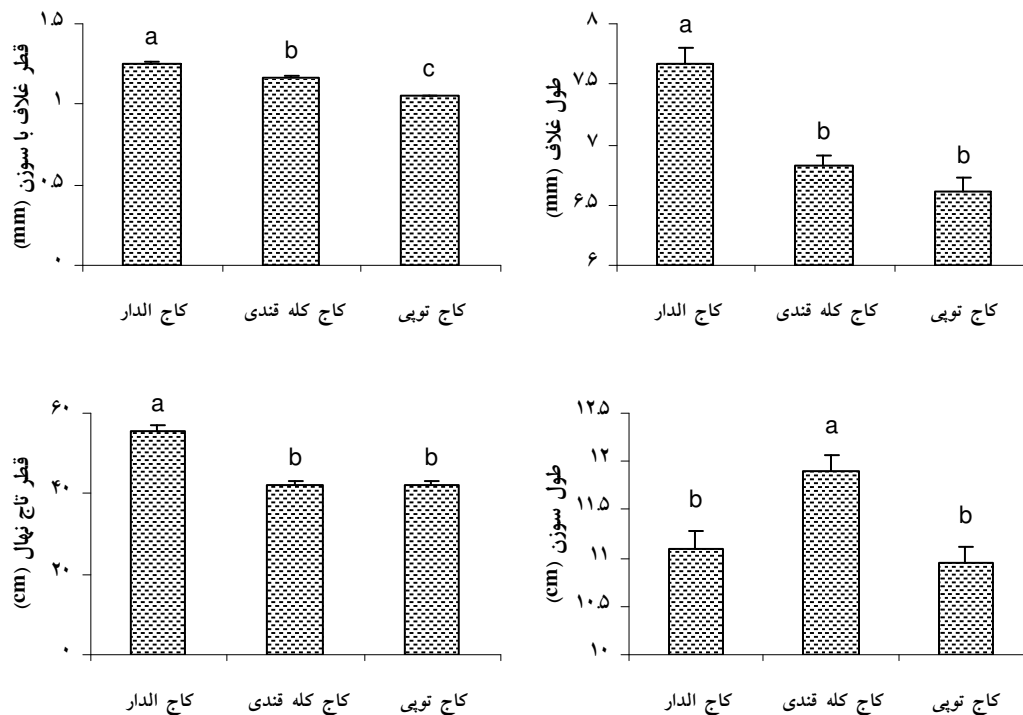 قطر غلاف با سوزن (mm)
۱.۵
۱
۰.۵
۰
a
b
c
کاج الدار
کاج کله قندی
کاج توپی
طول غلاف (mm)
۸
۷.۵
۷
۶.۵
۶
a
b
b
کاج الدار
کاج کله قندی
کاج توپی
قطر تاج نهال (cm)
۶۰
۴۰
۲۰
۰
a
b
b
کاج الدار
کاج کله قندی
کاج توپی
طول سوزن (cm)
۱۲.۵
۱۲
۱۱.۵
۱۱
۱۰.۵
۱۰
b
a
b
کاج الدار
کاج کله قندی
کاج توپی